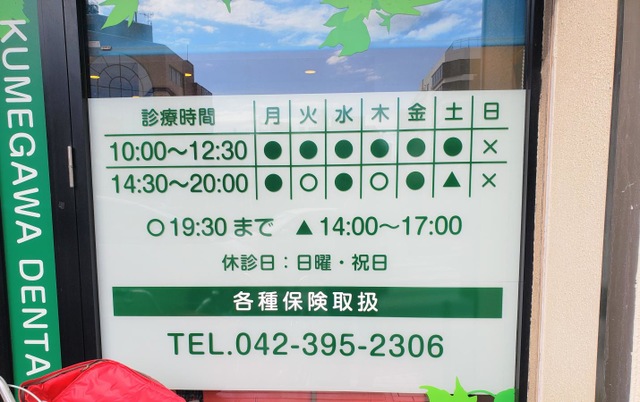 KUMEGAWA DENTA
診療時間 月 火 水 木 金 土 日
10:00〜12:30 ● ● ● ● ● ● ×
14:30〜20:00 ● ○ ● ○ ● ▲ ×
○19:30まで ▲14:00〜17:00
休診日：日曜・祝日
各種保険取扱
TEL.042-395-2306